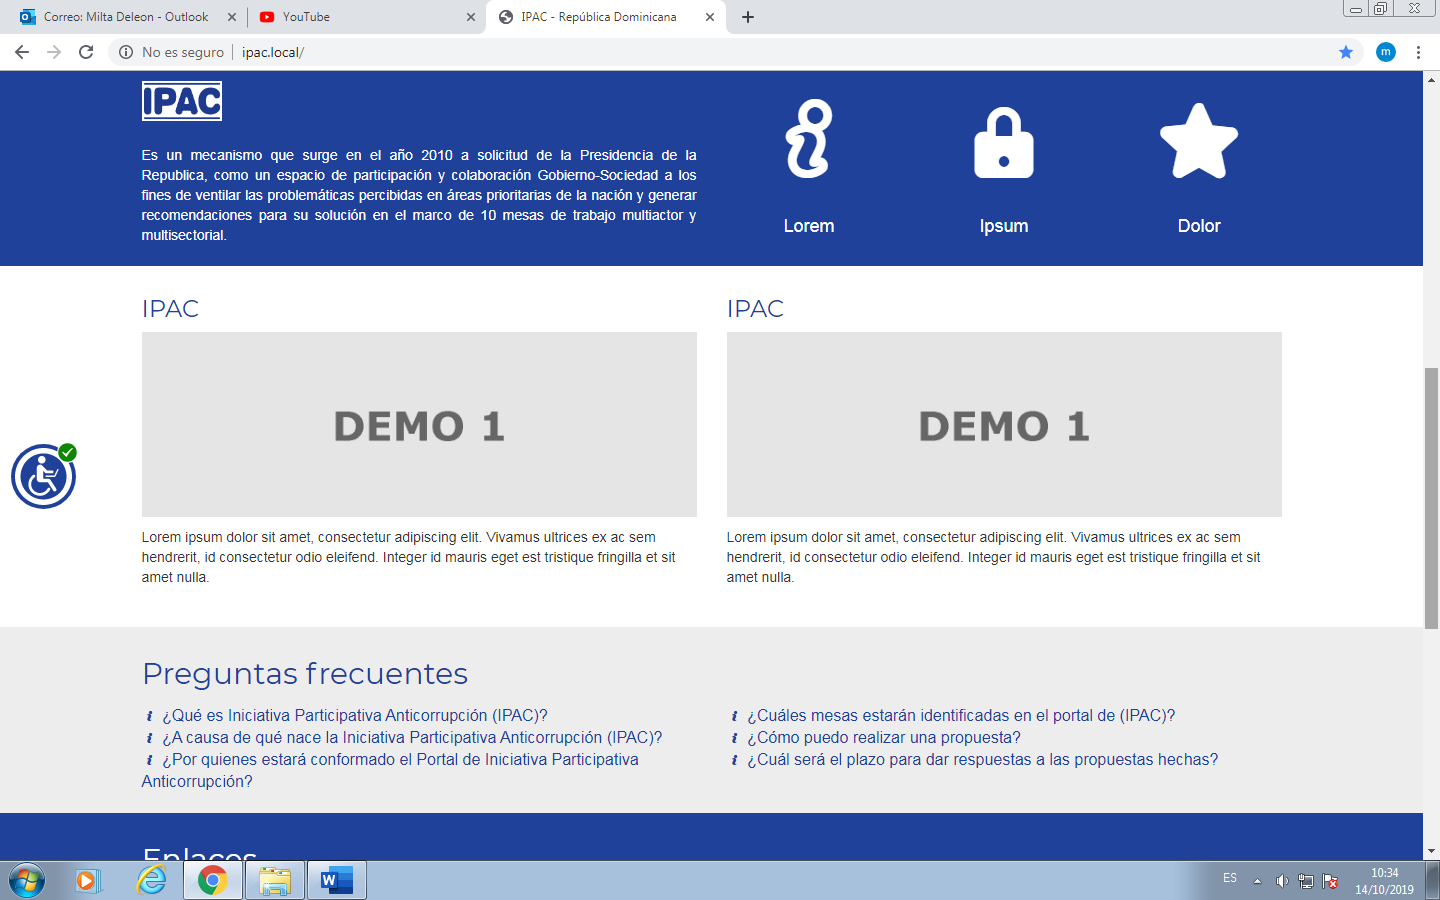 Correo: Milta Deleon - Outlook
YouTube
IPAC - República Dominicana
No es seguro
ipac.local/
m
IPAC
Es un mecanismo que surge en el año 2010 a solicitud de la Presidencia de la
Republica, como un espacio de participación y colaboración Gobierno-Sociedad a los
fines de ventilar las problemáticas percibidas en áreas prioritarias de la nación y generar
recomendaciones para su solución en el marco de 10 mesas de trabajo multiactor y
multisectorial.
Lorem
Ipsum
Dolor
IPAC
DEMO 1
Lorem ipsum dolor sit amet, consectetur adipiscing elit. Vivamus ultrices ex ac sem
hendrerit, id consectetur odio eleifend. Integer id mauris eget est tristique fringilla et sit
amet nulla.
IPAC
DEMO 1
Lorem ipsum dolor sit amet, consectetur adipiscing elit. Vivamus ultrices ex ac sem
hendrerit, id consectetur odio eleifend. Integer id mauris eget est tristique fringilla et sit
amet nulla.
Preguntas frecuentes
¿Qué es Iniciativa Participativa Anticorrupción (IPAC)?
¿A causa de qué nace la Iniciativa Participativa Anticorrupción (IPAC)?
¿Por quienes estará conformado el Portal de Iniciativa Participativa
Anticorrupción?
¿Cuáles mesas estarán identificadas en el portal de (IPAC)?
¿Cómo puedo realizar una propuesta?
¿Cuál será el plazo para dar respuestas a las propuestas hechas?
Enlaces
ES
10:34
14/10/2019